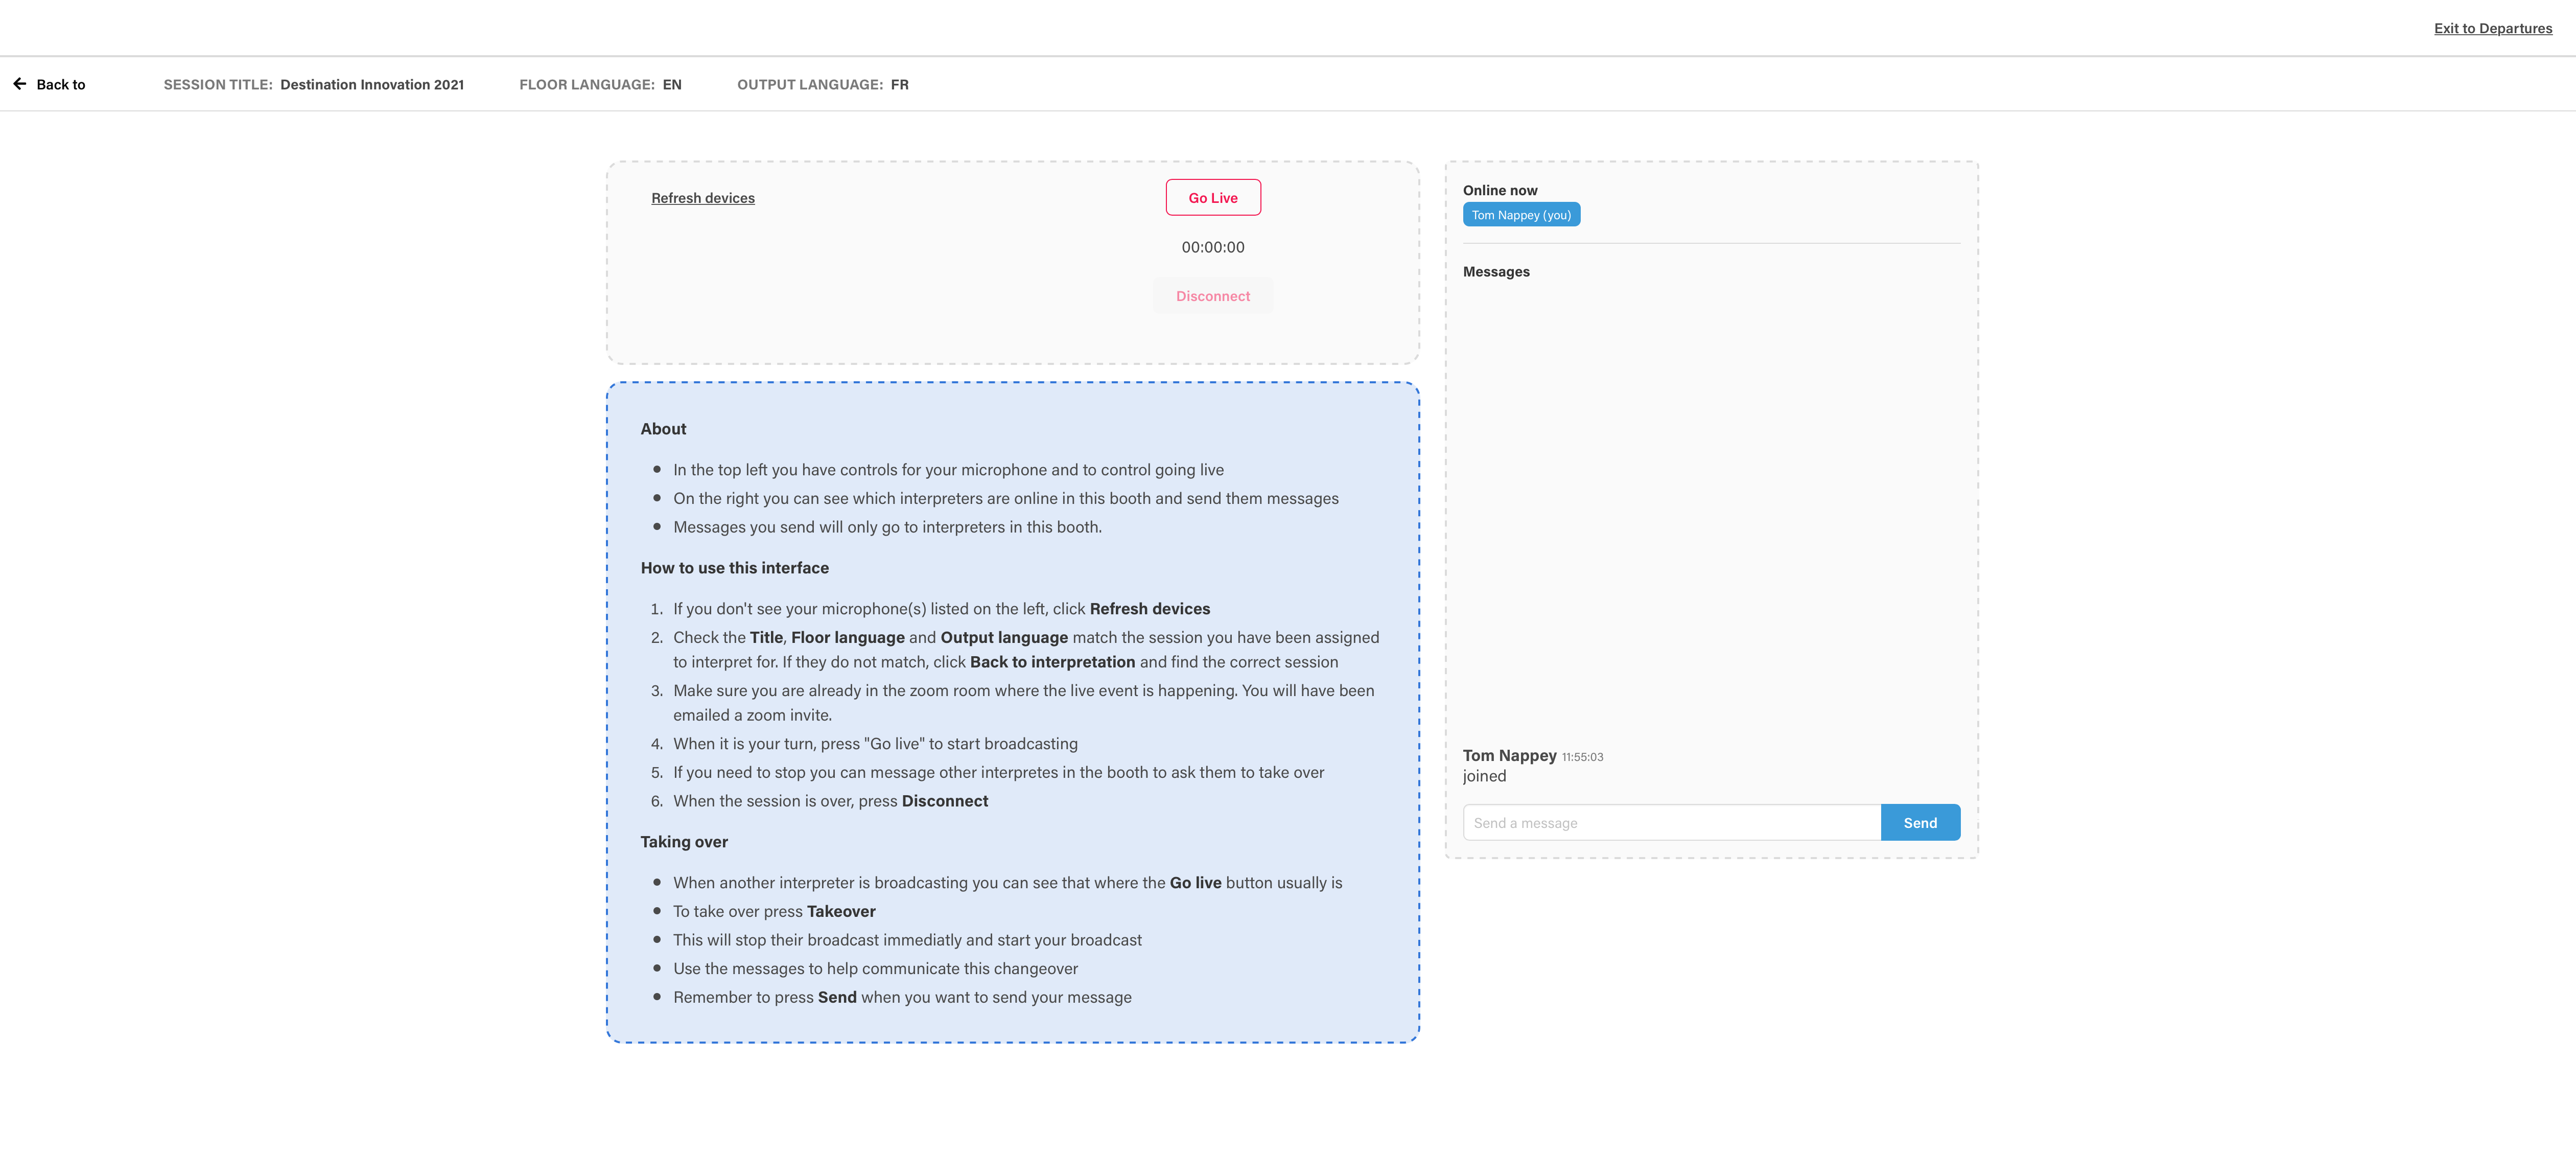 Exit to Departures
Back to
SESSION TITLE: Destination Innovation 2021
FLOOR LANGUAGE: EN
OUTPUT LANGUAGE: FR
Refresh devices
Go Live
00:00:00
Disconnect
About
In the top left you have controls for your microphone and to control going live
On the right you can see which interpreters are online in this booth and send them messages
Messages you send will only go to interpreters in this booth.
How to use this interface
1. If you don't see your microphone(s) listed on the left, click Refresh devices
2. Check the Title, Floor language and Output language match the session you have been assigned
to interpret for. If they do not match, click Back to interpretation and find the correct session
3. Make sure you are already in the zoom room where the live event is happening. You will have been
emailed a zoom invite.
4. When it is your turn, press "Go live" to start broadcasting
5. If you need to stop you can message other interpretes in the booth to ask them to take over
6. When the session is over, press Disconnect
Taking over
When another interpreter is broadcasting you can see that where the Go live button usually is
To take over press Takeover
This will stop their broadcast immediatly and start your broadcast
Use the messages to help communicate this changeover
Remember to press Send when you want to send your message
Online now
Tom Nappey (you)
Messages
Tom Nappey 11:55:03
joined
Send a message
Send